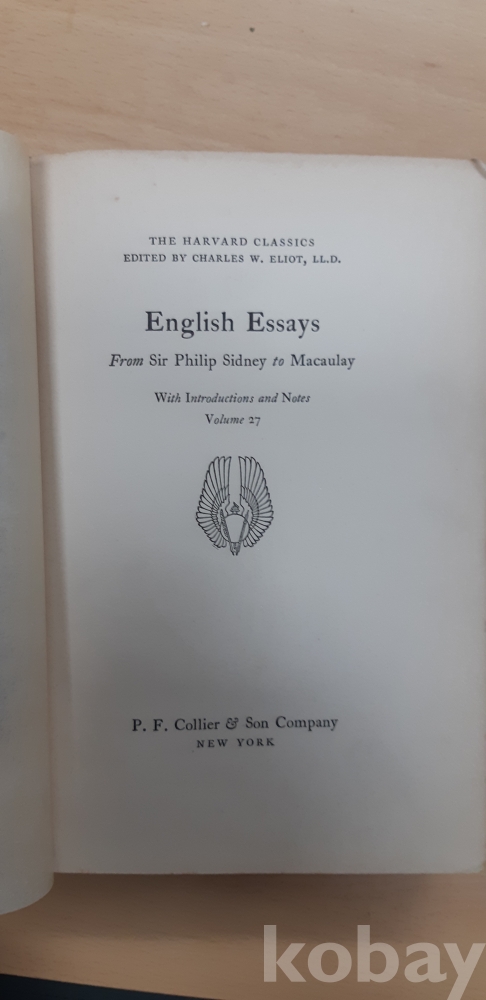 THE HARVARD CLASSICS
EDITED BY CHARLES W. ELIOT, LL.D.
English Essays
From Sir Philip Sidney to Macaulay
With Introductions and Notes
Volume 27
P. F. Collier & Son Company
NEW YORK
kobay